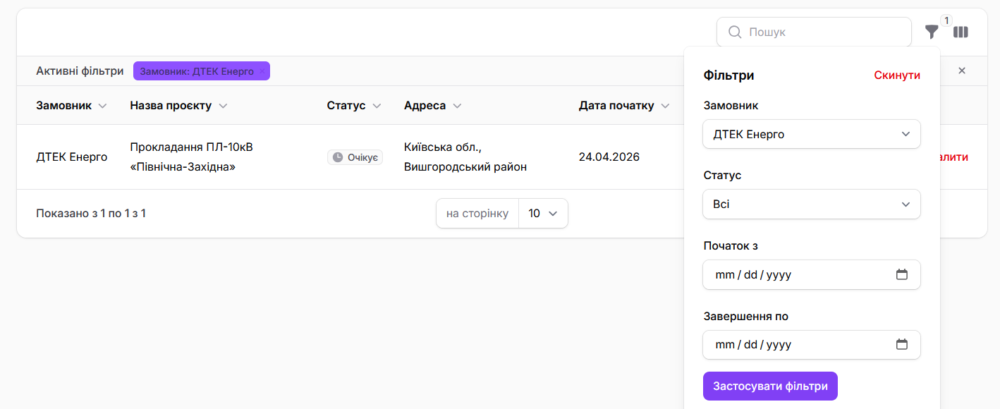 Пошук
1
Активні фільтри
Замовник: ДТЕК Енерго ×
Замовник
Назва проєкту
Статус
Адреса
Дата початку
ДТЕК Енерго
Прокладання ПЛ-10кВ
«Північна-Західна»
Очікує
Київська обл.,
Вишгородський район
24.04.2026
Показано з 1 по 1 з 1
на сторінку
10
Фільтри
Скинути
Замовник
ДТЕК Енерго
Статус
Всі
Початок з
mm / dd / yyyy
Завершення по
mm / dd / yyyy
Застосувати фільтри